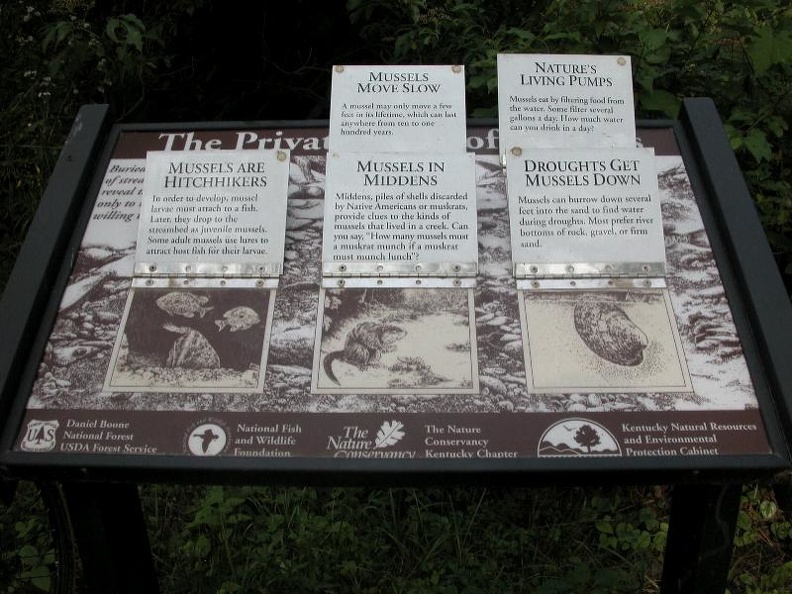 MUSSELS
MOVE SLOW
A mussel may only move a few
feet in its lifetime, which can last
anywhere from ten to one
hundred years.
NATURE'S
LIVING PUMPS
Mussels eat by filtering food from
the water. Some filter several
gallons a day. How much water
can you drink in a day?
The Privat of
of strea
reveal t
only to
willing
MUSSELS ARE
HITCHHIKERS
In order to develop, mussel
larvae must attach to a fish.
Later, they drop to the
streambed as juvenile mussels.
Some adult mussels use lures to
attract host fish for their larvae.
MUSSELS IN
MIDDENS
Middens, piles of shells discarded
by Native Americans or muskrats,
provide clues to the kinds of
mussels that lived in a creek. Can
you say, "How many mussels must
a muskrat munch if a muskrat
must munch lunch"?
DROUGHTS GET
MUSSELS DOWN
Mussels can burrow down several
feet into the sand to find water
during droughts. Most prefer river
bottoms of rock, gravel, or firm
sand.
UAS
Daniel Boone
National Forest
USDA Forest Service
National Fish
and Wildlife
Foundation
The
Nature
Conservancy
The Nature
Conservancy
Kentucky Chapter
Kentucky Natural Resources
and Environmental
Protection Cabinet